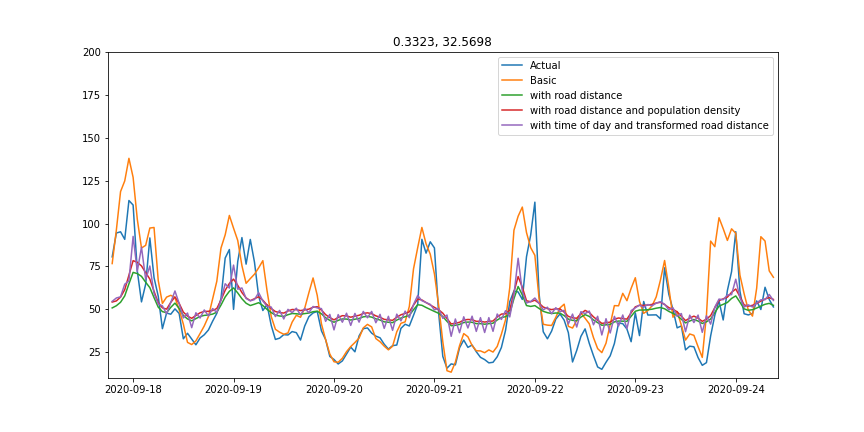 0.3323, 32.5698
200
175
150
125
100
75
50
25
Actual
Basic
with road distance
with road distance and population density
with time of day and transformed road distance
2020-09-18 2020-09-19 2020-09-20 2020-09-21 2020-09-22 2020-09-23 2020-09-24